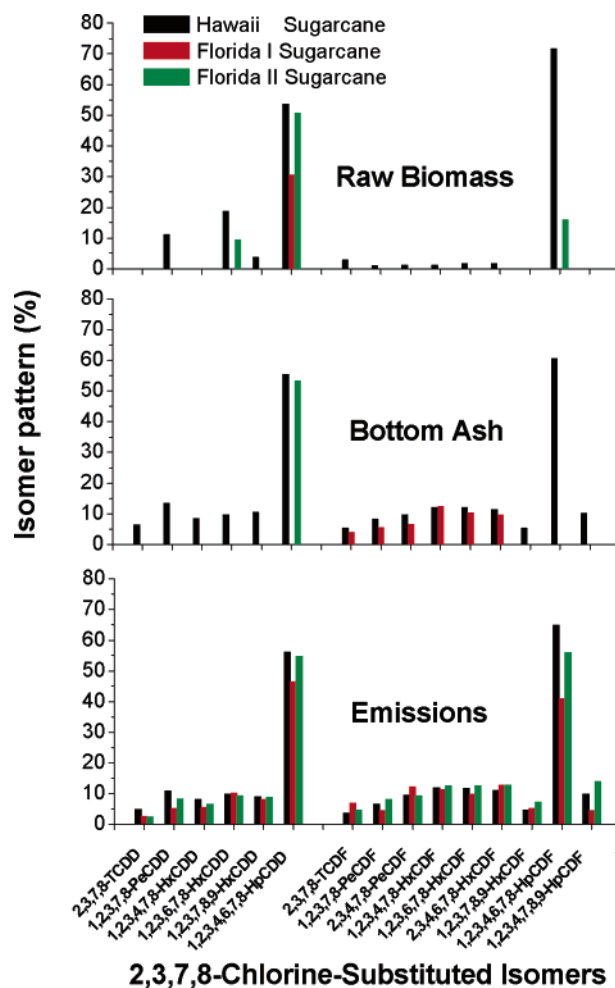 Hawaii Sugarcane
Florida I Sugarcane
Florida II Sugarcane
80
70
60
50
40
30
20
10
0
Raw Biomass
80
70
60
50
40
30
20
10
0
Bottom Ash
Isomer pattern (%)
80
70
60
50
40
30
20
10
0
Emissions
2,3,7,8-TCDD
1,2,3,7,8-PeCDD
1,2,3,4,7,8-HxCDD
1,2,3,6,7,8-HxCDD
1,2,3,7,8,9-HxCDD
1,2,3,4,6,7,8-HpCDD
2,3,7,8-TCDF
1,2,3,7,8-PeCDF
2,3,4,7,8-PeCDF
1,2,3,4,7,8-HxCDF
1,2,3,6,7,8-HxCDF
2,3,4,6,7,8-HxCDF
1,2,3,7,8,9-HxCDF
1,2,3,4,6,7,8-HpCDF
1,2,3,4,7,8,9-HpCDF
2,3,7,8-Chlorine-Substituted Isomers